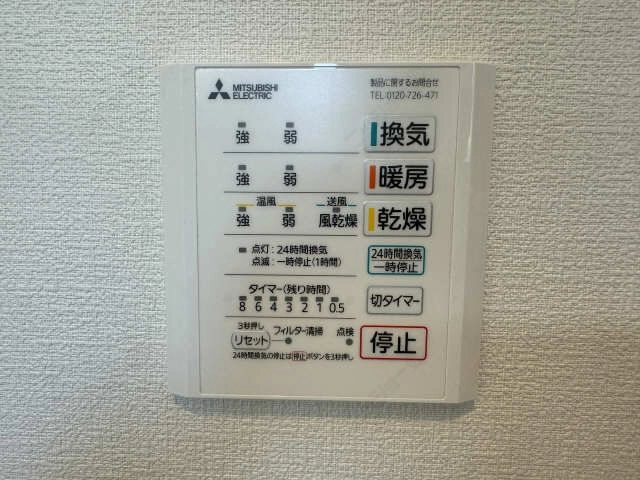 MITSUBISHI
ELECTRIC
製品に関するお問合せ
TEL 0120-726-471
強 弱 換気
強 弱 暖房
温風 送風
強 弱 風乾燥 乾燥
点灯:24時間換気
点滅:一時停止(1時間)
24時間換気
一時停止
タイマー(残り時間)
8 6 4 3 2 1 0.5
切タイマー
3秒押し
リセット フィルター清掃 点検
停止
24時間換気の停止は停止ボタンを3秒押し